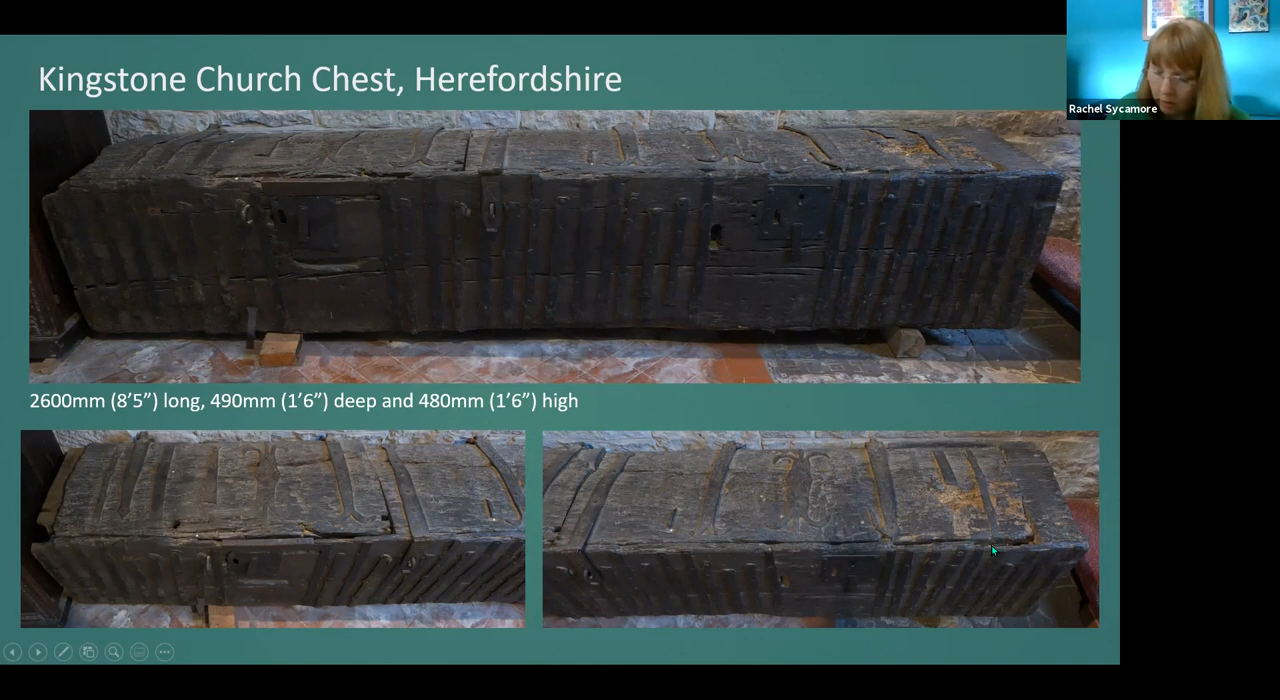 Kingstone Church Chest, Herefordshire
Rachel Sycamore
2600mm (8’5”) long, 490mm (1’6”) deep and 480mm (1’6”) high